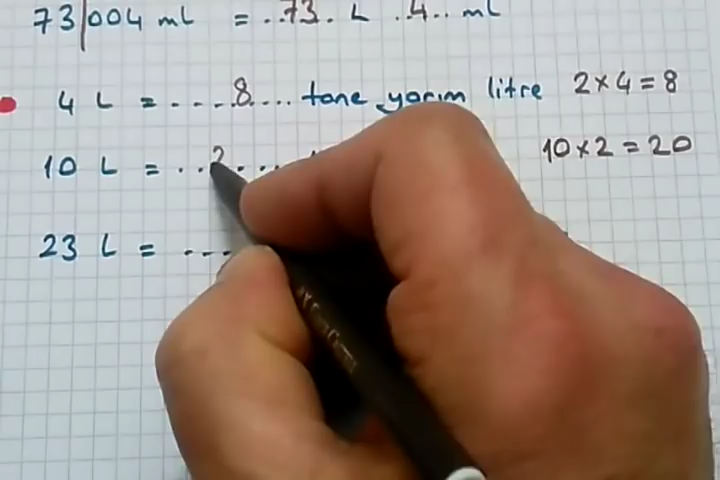 73|004 mL = ..73. L .4.. mL
4 L = ....8.... tane yarım litre 2×4=8
10 L = ...2.... 10×2=20
23 L = ....